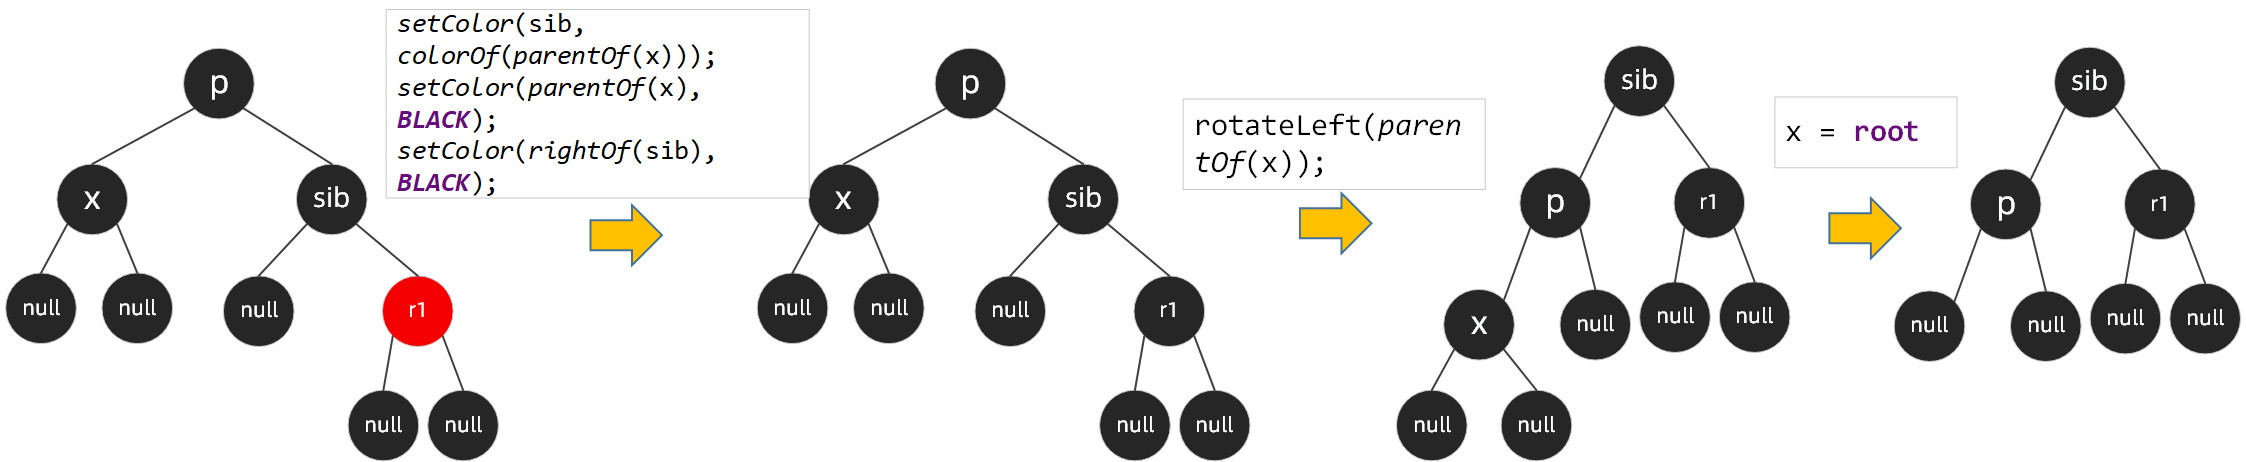 p
x
sib
null
null
null
r1
null
null
setColor(sib,
colorOf(parentOf(x)));
setColor(parentOf(x),
BLACK);
setColor(rightOf(sib),
BLACK);
p
x
sib
null
null
null
r1
null
null
rotateLeft(paren
tOf(x));
sib
p
r1
x
null
null
null
null
null
x = root
sib
p
r1
null
null
null
null